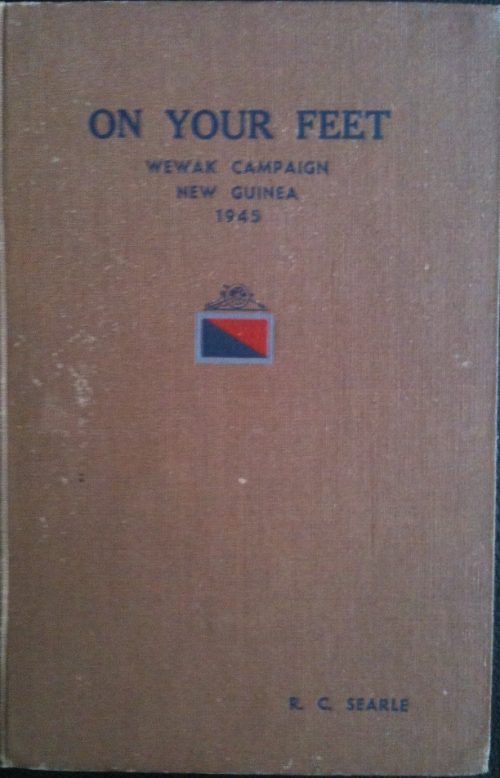 ON YOUR FEET
WEWAK CAMPAIGN
NEW GUINEA
1945
R. C. SEARLE